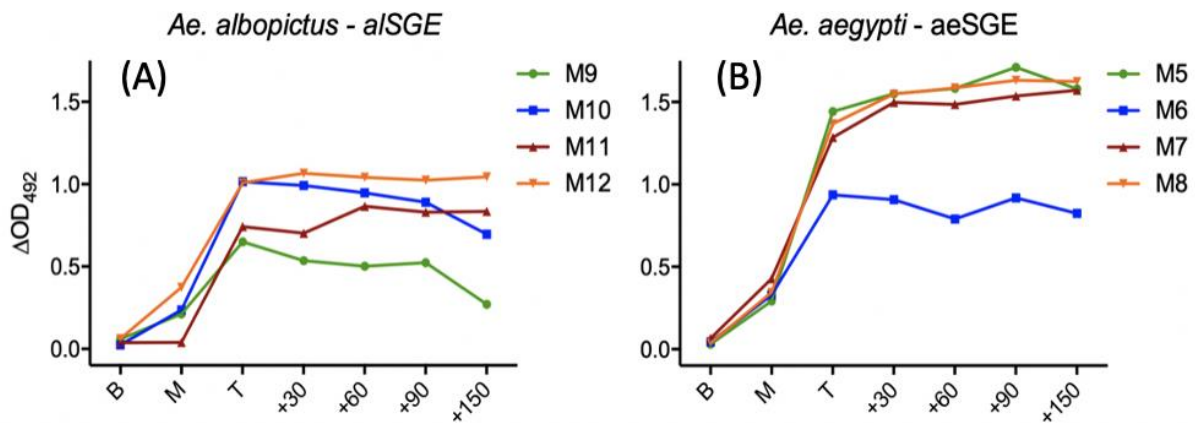 Ae. albopictus - alSGE
(A)
ΔOD492
1.5
1.0
0.5
0.0
B M T +30 +60 +90 +150
M9
M10
M11
M12
Ae. aegypti - aeSGE
(B)
1.5
1.0
0.5
0.0
B M T +30 +60 +90 +150
M5
M6
M7
M8